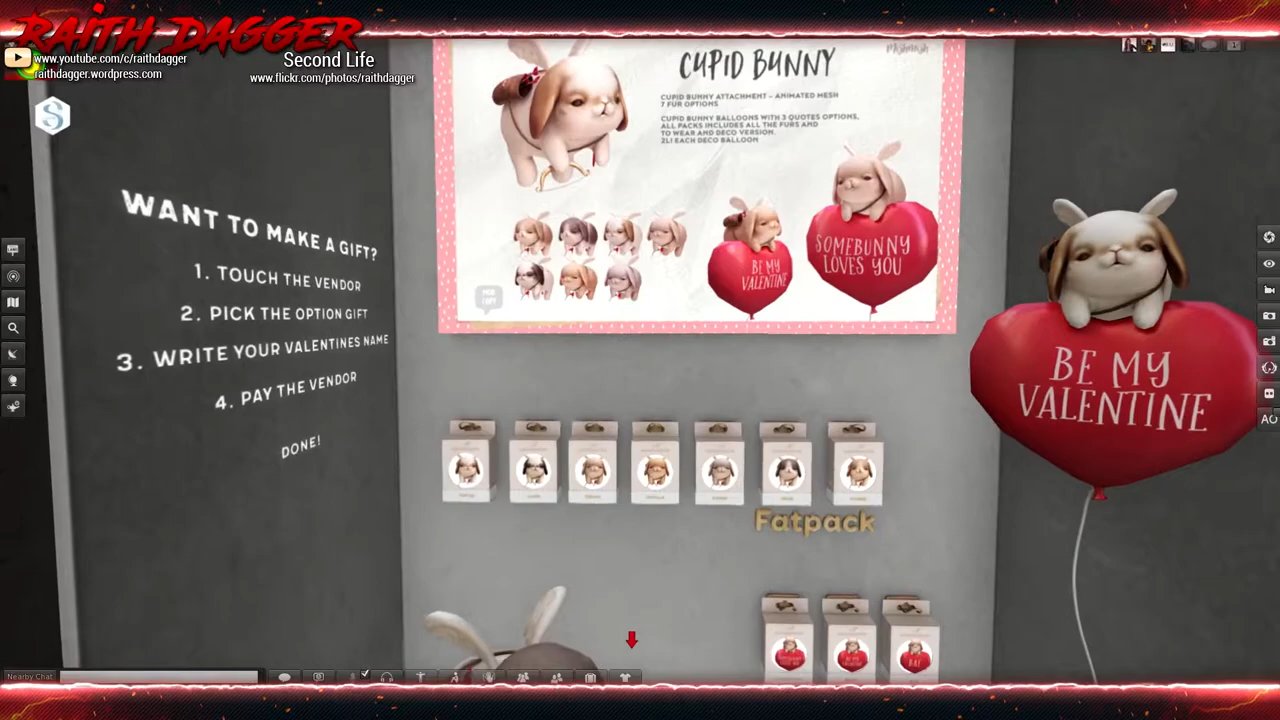 RAITH DAGGER
www.youtube.com/c/raithdagger
raithdagger.wordpress.com
Second Life
www.flickr.com/photos/raithdagger
CUPID BUNNY
CUPID BUNNY ATTACHMENT - ANIMATED MESH
7 FUR OPTIONS
CUPID BUNNY BALLOONS WITH 3 QUOTES OPTIONS,
ALL PACKS INCLUDES ALL THE FURS AND
TO WEAR AND DECO VERSION.
2LI EACH DECO BALLOON
WANT TO MAKE A GIFT?
1. TOUCH THE VENDOR
2. PICK THE OPTION GIFT
3. WRITE YOUR VALENTINES NAME
4. PAY THE VENDOR
DONE!
BE MY
VALENTINE
SOMEBUNNY
LOVES YOU
MOD
COPY
BE MY
VALENTINE
AO
Fatpack
Nearby Chat